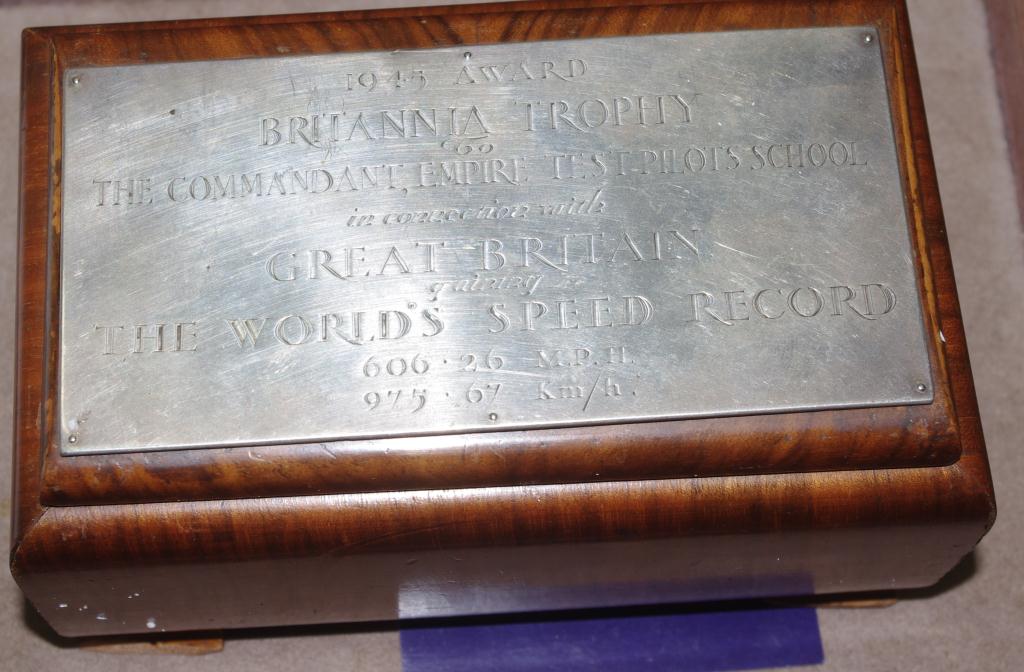 1945 AWARD
BRITANNIA TROPHY
to
THE COMMANDANT, EMPIRE TEST PILOTS SCHOOL
in connection with
GREAT BRITAIN
gaining
THE WORLD'S SPEED RECORD
606·26 M.P.H.
975·67 Km/h.